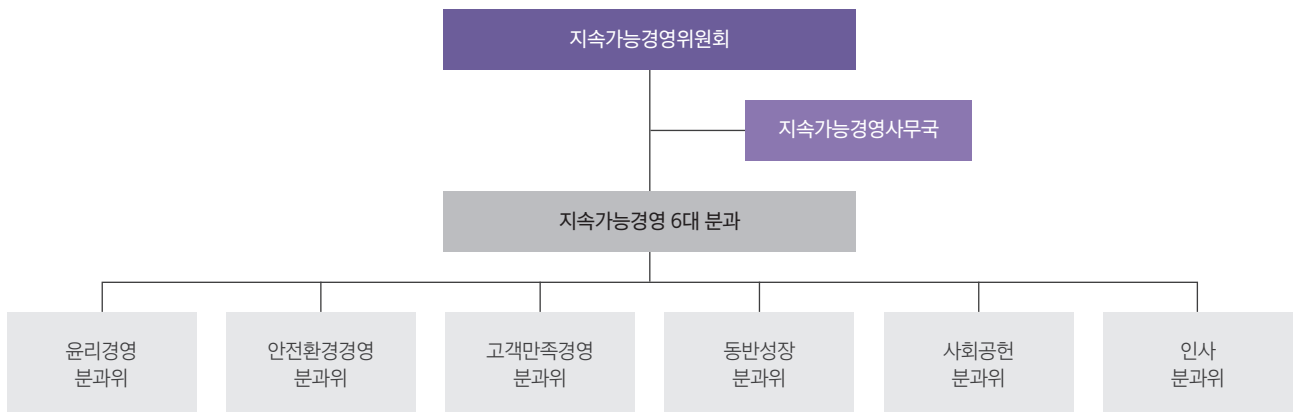 지속가능경영위원회
지속가능경영사무국
지속가능경영 6대 분과
윤리경영
분과위
안전환경경영
분과위
고객만족경영
분과위
동반성장
분과위
사회공헌
분과위
인사
분과위